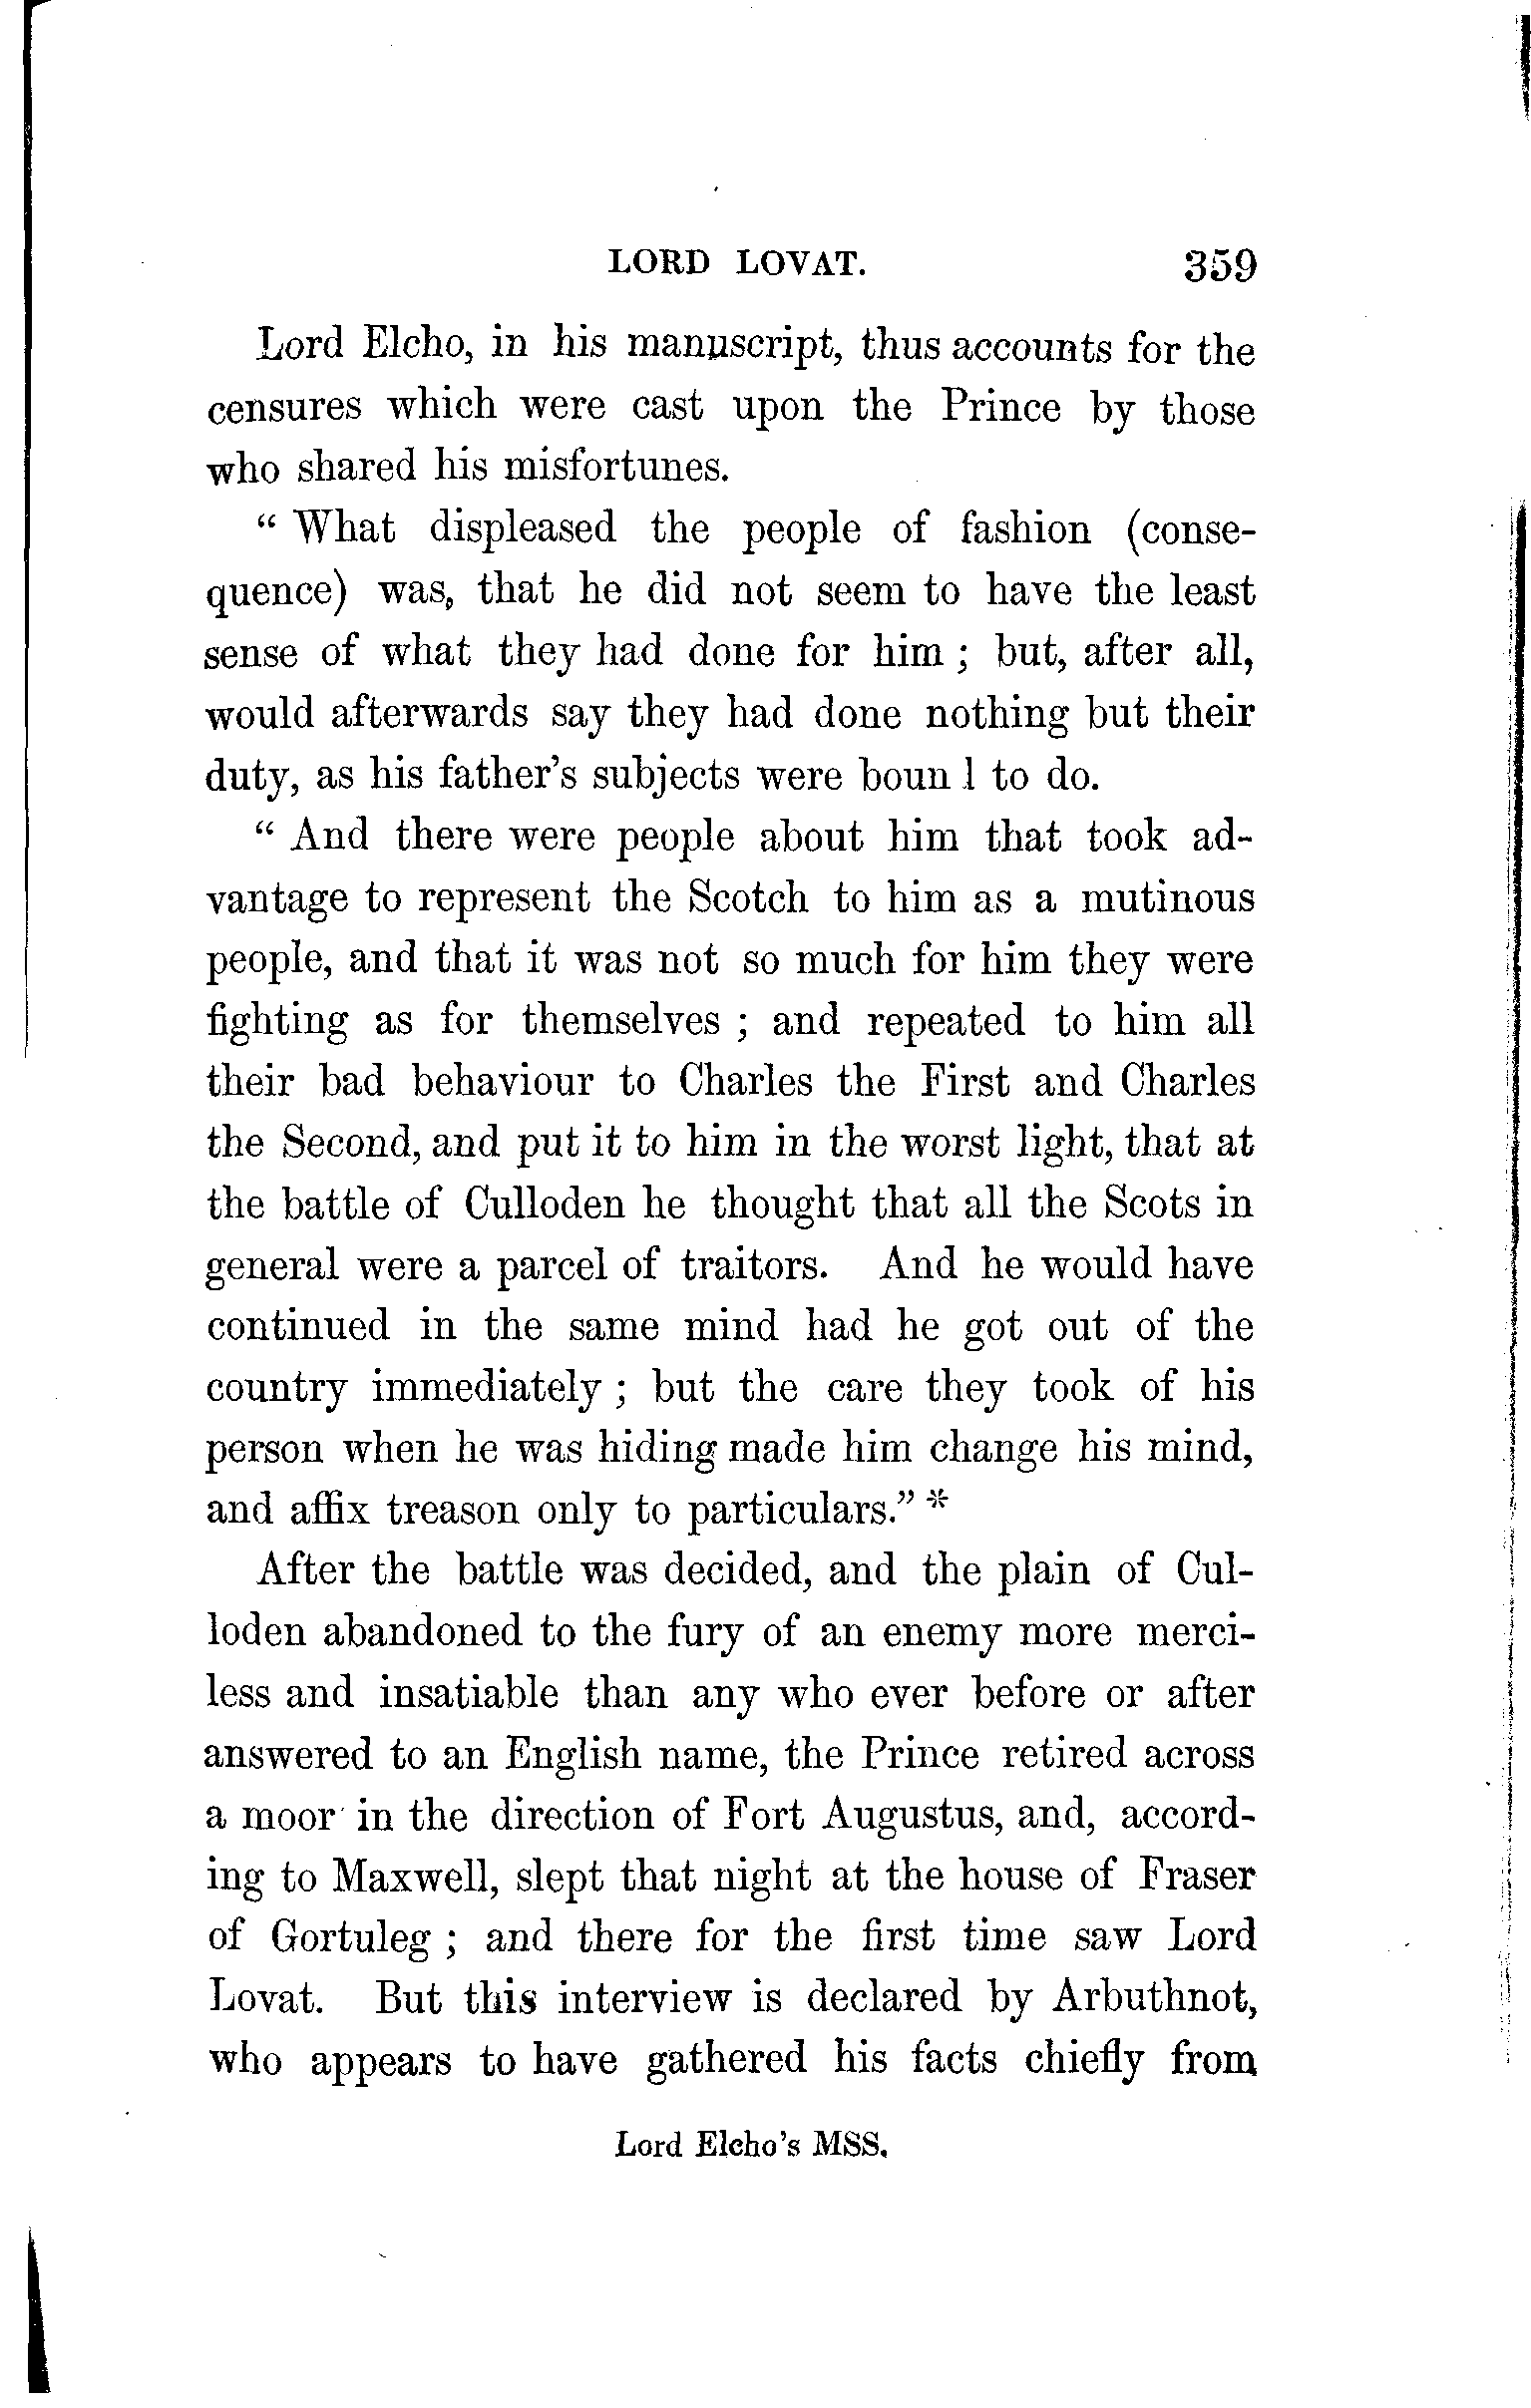 LORD LOVAT. 359
Lord Elcho, in his manuscript, thus accounts for the
censures which were cast upon the Prince by those
who shared his misfortunes.
“ What displeased the people of fashion (conse-
quence) was, that he did not seem to have the least
sense of what they had done for him ; but, after all,
would afterwards say they had done nothing but their
duty, as his father’s subjects were boun l to do.
“ And there were people about him that took ad-
vantage to represent the Scotch to him as a mutinous
people, and that it was not so much for him they were
fighting as for themselves ; and repeated to him all
their bad behaviour to Charles the First and Charles
the Second, and put it to him in the worst light, that at
the battle of Culloden he thought that all the Scots in
general were a parcel of traitors. And he would have
continued in the same mind had he got out of the
country immediately ; but the care they took of his
person when he was hiding made him change his mind,
and affix treason only to particulars.” *
After the battle was decided, and the plain of Cul-
loden abandoned to the fury of an enemy more merci-
less and insatiable than any who ever before or after
answered to an English name, the Prince retired across
a moor in the direction of Fort Augustus, and, accord-
ing to Maxwell, slept that night at the house of Fraser
of Gortuleg ; and there for the first time saw Lord
Lovat. But this interview is declared by Arbuthnot,
who appears to have gathered his facts chiefly from
Lord Elcho’s MSS.